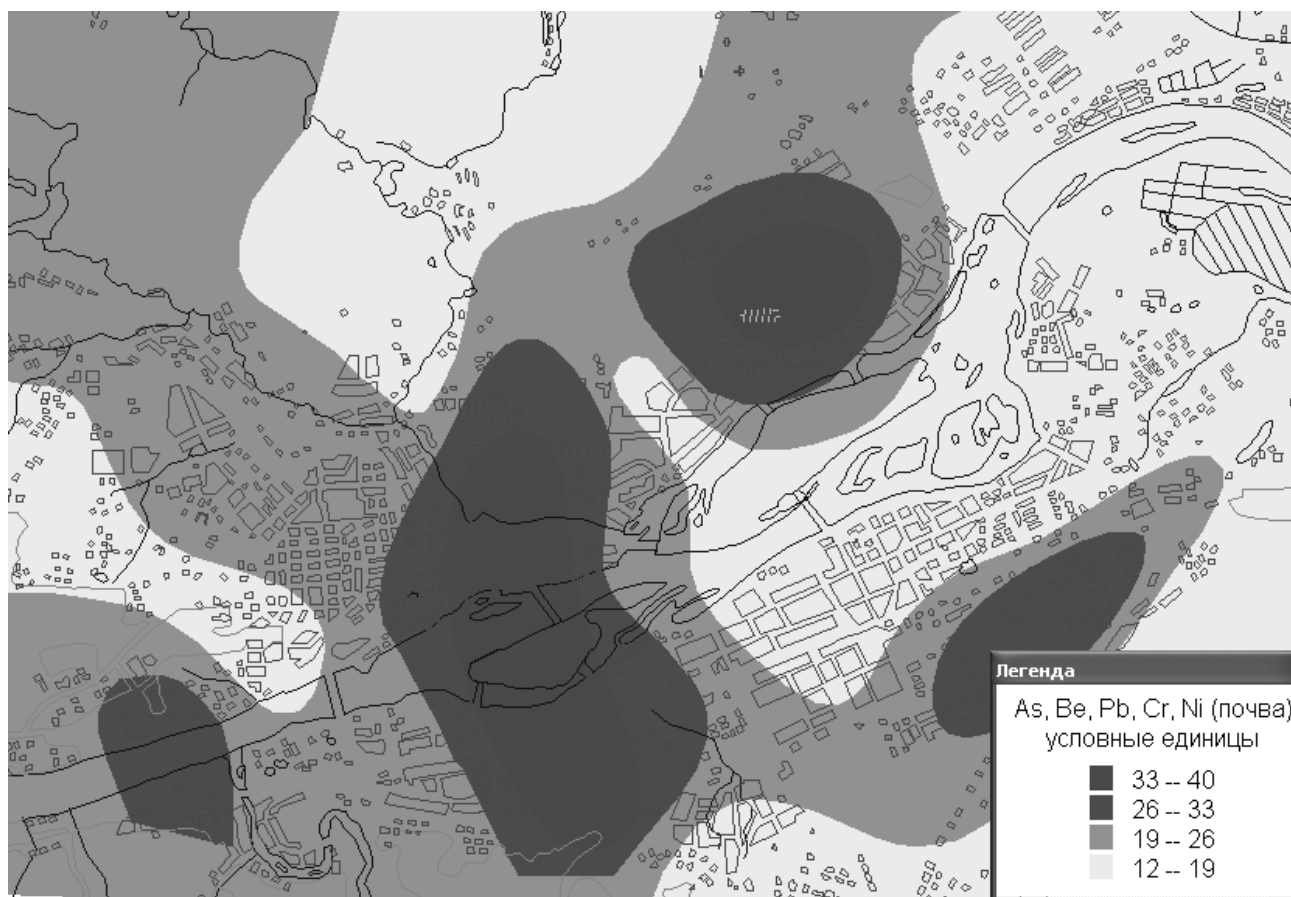 Легенда
As, Be, Pb, Cr, Ni (почва)
условные единицы
33 -- 40
26 -- 33
19 -- 26
12 -- 19